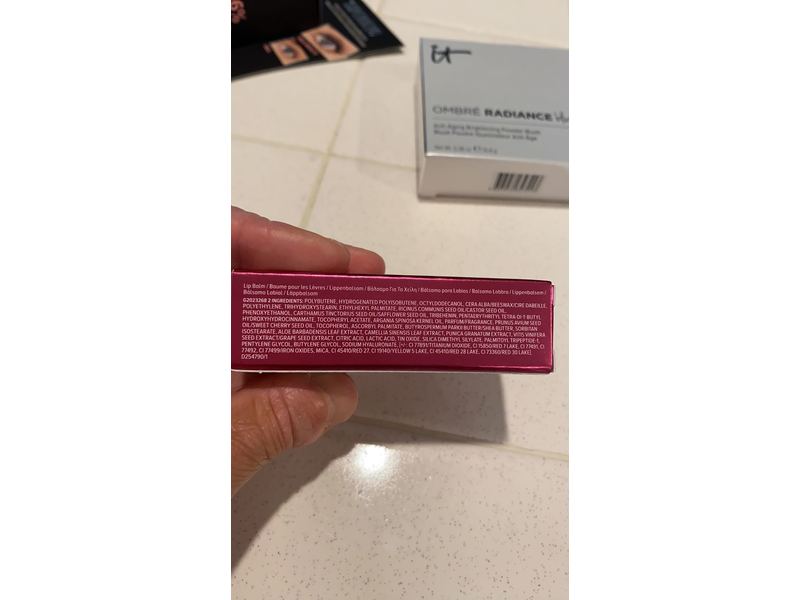 it
OMBRÉ RADIANCE
Anti-Aging Brightening Powder Blush
Lip Balm / Baume pour les Lèvres / Lippenbalsam / Βάλσαμο Για Τα Χείλη / Bálsamo para Labios / Balsamo Labbra / Lippenbalsem /
Bálsamo Labial / Läppbalsam
G2023268 2 INGREDIENTS: POLYBUTENE, HYDROGENATED POLYISOBUTENE, OCTYLDODECANOL, CERA ALBA/BEESWAX/CIRE D'ABEILLE,
POLYETHYLENE, TRIHYDROXYSTEARIN, ETHYLHEXYL PALMITATE, RICINUS COMMUNIS SEED OIL/CASTOR SEED OIL,
PHENOXYETHANOL, CARTHAMUS TINCTORIUS SEED OIL/SAFFLOWER SEED OIL, TRIBEHENIN, PENTAERYTHRITYL TETRA-DI-T-BUTYL
HYDROXYHYDROCINNAMATE, TOCOPHERYL ACETATE, ARGANIA SPINOSA KERNEL OIL, PARFUM/FRAGRANCE, PRUNUS AVIUM SEED
OIL/SWEET CHERRY SEED OIL, TOCOPHEROL, ASCORBYL PALMITATE, BUTYROSPERMUM PARKII BUTTER/SHEA BUTTER, SORBITAN
ISOSTEARATE, ALOE BARBADENSIS LEAF EXTRACT, CAMELLIA SINENSIS LEAF EXTRACT, PUNICA GRANATUM EXTRACT, VITIS VINIFERA
SEED EXTRACT/GRAPE SEED EXTRACT, CITRIC ACID, LACTIC ACID, TIN OXIDE, SILICA DIMETHYL SILYLATE, PALMITOYL TRIPEPTIDE-1,
PENTYLENE GLYCOL, BUTYLENE GLYCOL, SODIUM HYALURONATE, [+/- CI 77891/TITANIUM DIOXIDE, CI 15850/RED 7 LAKE, CI 77491, CI
77492, CI 77499/IRON OXIDES, MICA, CI 45410/RED 27, CI 19140/YELLOW 5 LAKE, CI 45410/RED 28 LAKE, CI 73360/RED 30 LAKE]
D254790/1